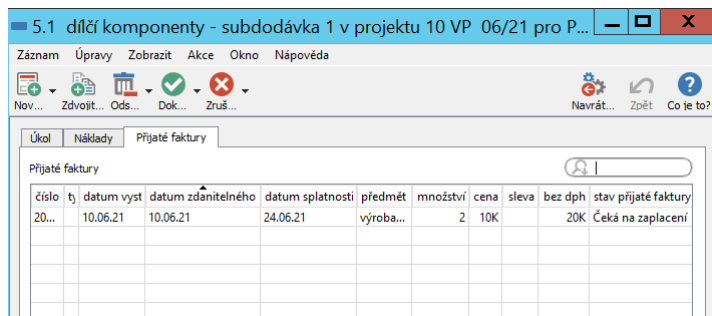 5.1 dílčí komponenty - subdodávka 1 v projektu 10 VP 06/21 pro P...
Záznam Úpravy Zobrazit Akce Okno Nápověda
Nov... Zdvojit... Ods... Dok... Zruš... Navrát... Zpět Co je to?
Úkol Náklady Přijaté faktury
Přijaté faktury
číslo ty datum vyst datum zdanitelného datum splatnosti předmět množství cena sleva bez dph stav přijaté faktury
20... 10.06.21 10.06.21 24.06.21 výroba... 2 10K 20K Čeká na zaplacení